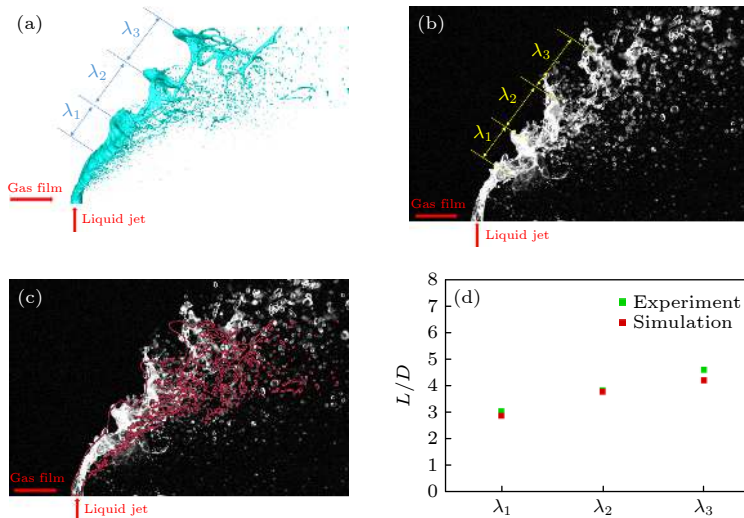 (a)
λ3
λ2
λ1
Gas film
Liquid jet
(b)
λ3
λ2
λ1
Gas film
Liquid jet
(c)
Gas film
Liquid jet
(d)
8
7
6
5
4
3
2
1
0
L/D
Experiment
Simulation
λ1 λ2 λ3